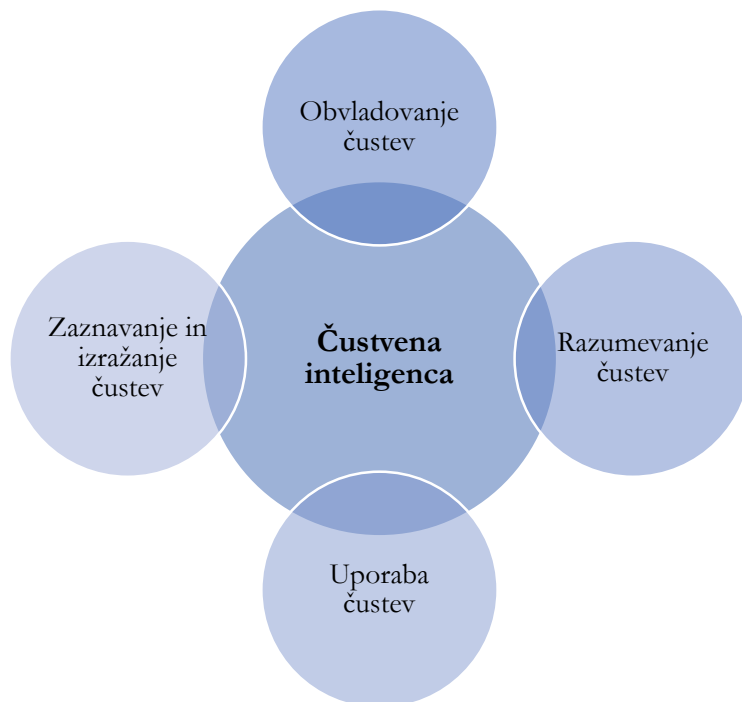 Obvladovanje
čustev
Zaznavanje in
izražanje
čustev
Čustvena
inteligenca
Razumevanje
čustev
Uporaba
čustev